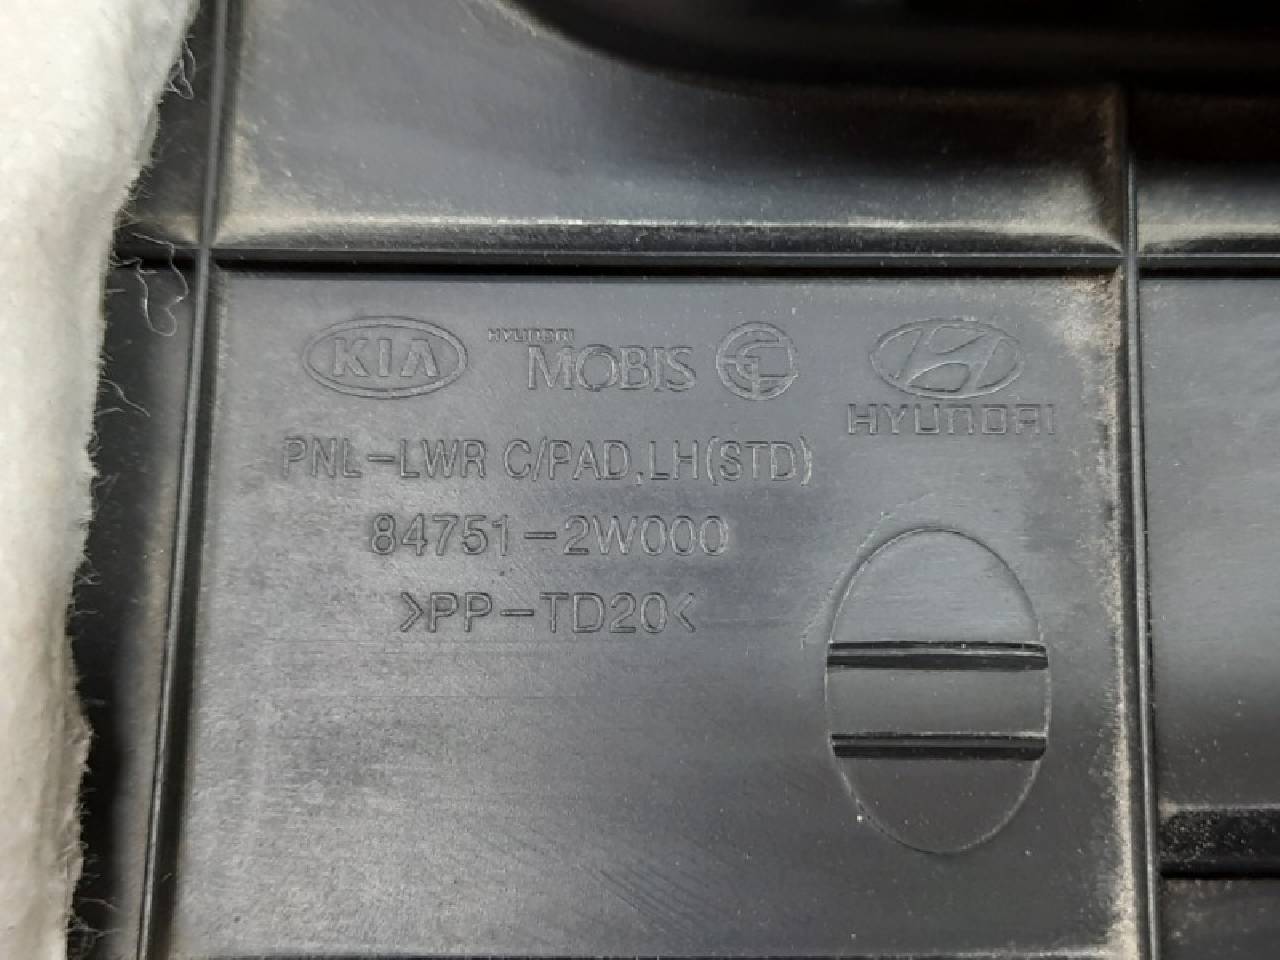 KIA HYUNDAI MOBIS HYUNDAI
PNL-LWR C/PAD,LH(STD)
84751-2W000
>PP-TD20<